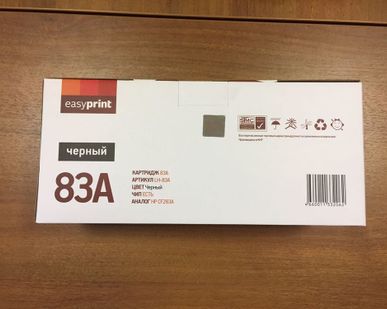 easyprint
черный
83A
КАРТРИДЖ 83A
АРТИКУЛ LH-83A
ЦВЕТ Черный
ЧИП ЕСТЬ
АНАЛОГ HP CF283A